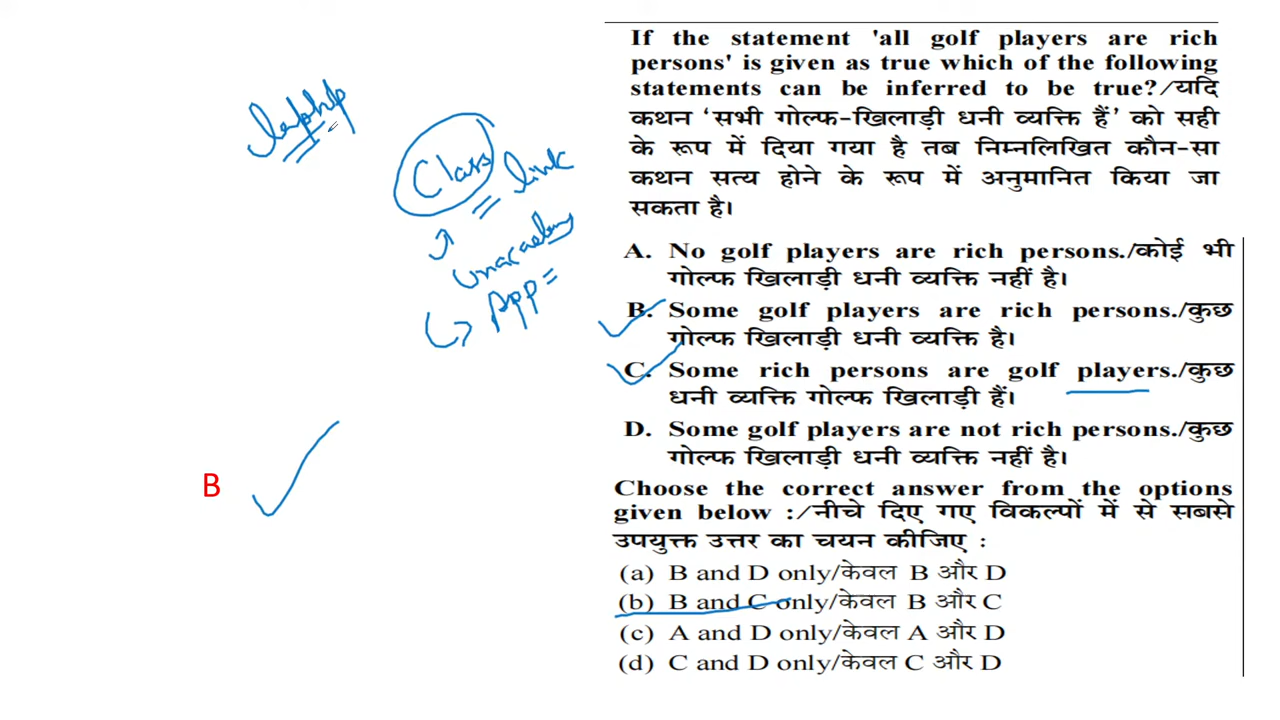 If the statement 'all golf players are rich
persons' is given as true which of the following
statements can be inferred to be true?/यदि
कथन ‘सभी गोल्फ-खिलाड़ी धनी व्यक्ति हैं’ को सही
के रूप में दिया गया है तब निम्नलिखित कौन-सा
कथन सत्य होने के रूप में अनुमानित किया जा
सकता है।
Class
link
App =
A. No golf players are rich persons./कोई भी
गोल्फ खिलाड़ी धनी व्यक्ति नहीं है।
B. Some golf players are rich persons./कुछ
गोल्फ खिलाड़ी धनी व्यक्ति है।
C. Some rich persons are golf players./कुछ
धनी व्यक्ति गोल्फ खिलाड़ी हैं।
D. Some golf players are not rich persons./कुछ
गोल्फ खिलाड़ी धनी व्यक्ति नहीं है।
B
Choose the correct answer from the options
given below :/नीचे दिए गए विकल्पों में से सबसे
उपयुक्त उत्तर का चयन कीजिए :
(a) B and D only/केवल B और D
(b) B and C only/केवल B और C
(c) A and D only/केवल A और D
(d) C and D only/केवल C और D